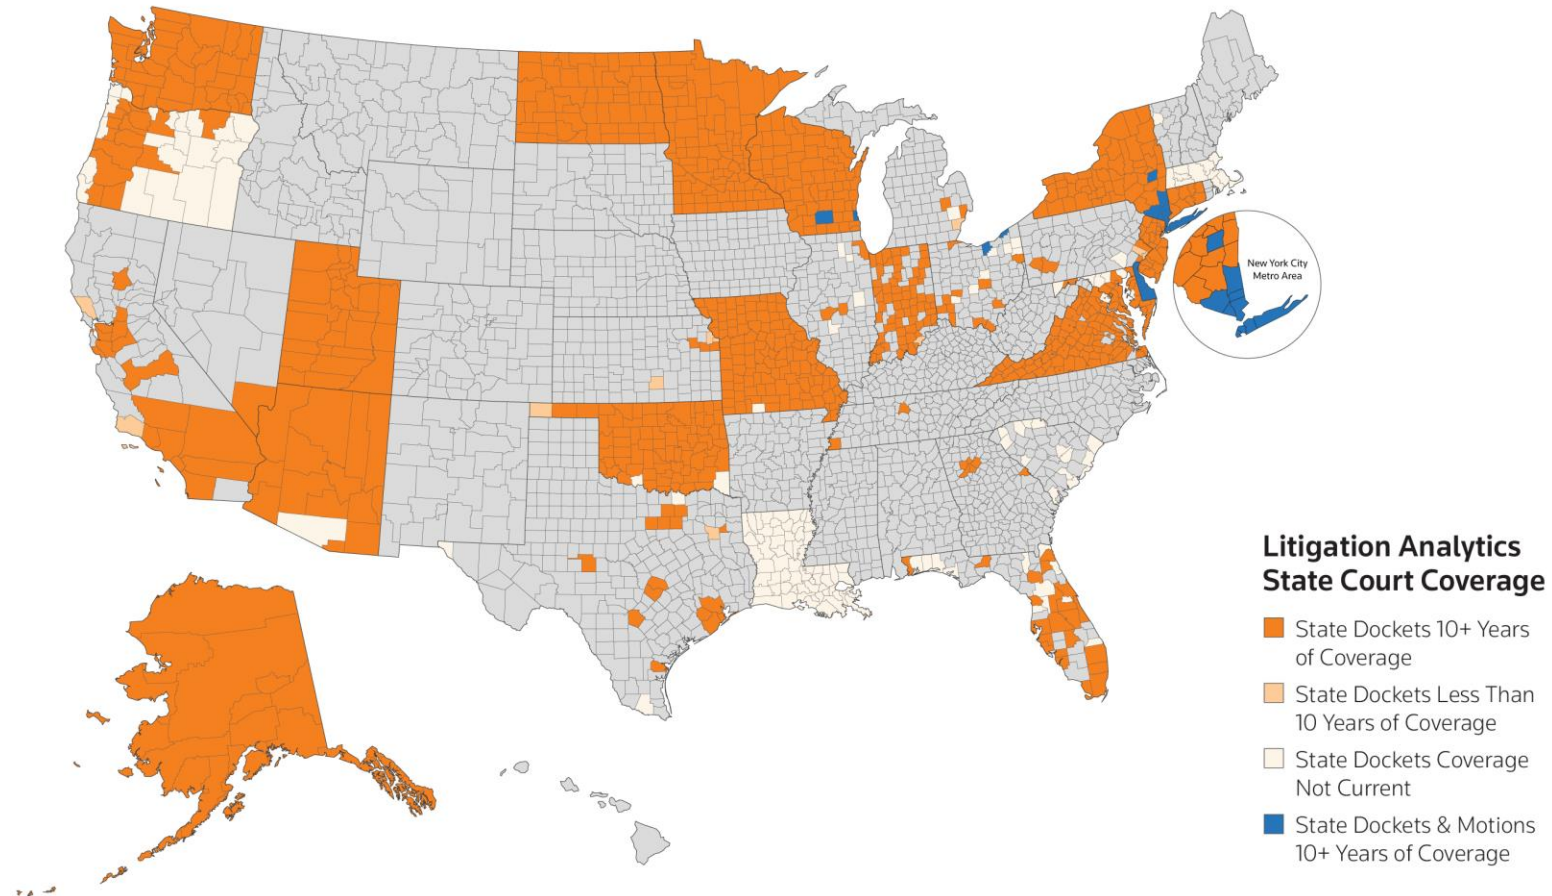 New York City
Metro Area
Litigation Analytics
State Court Coverage
State Dockets 10+ Years
of Coverage
State Dockets Less Than
10 Years of Coverage
State Dockets Coverage
Not Current
State Dockets & Motions
10+ Years of Coverage